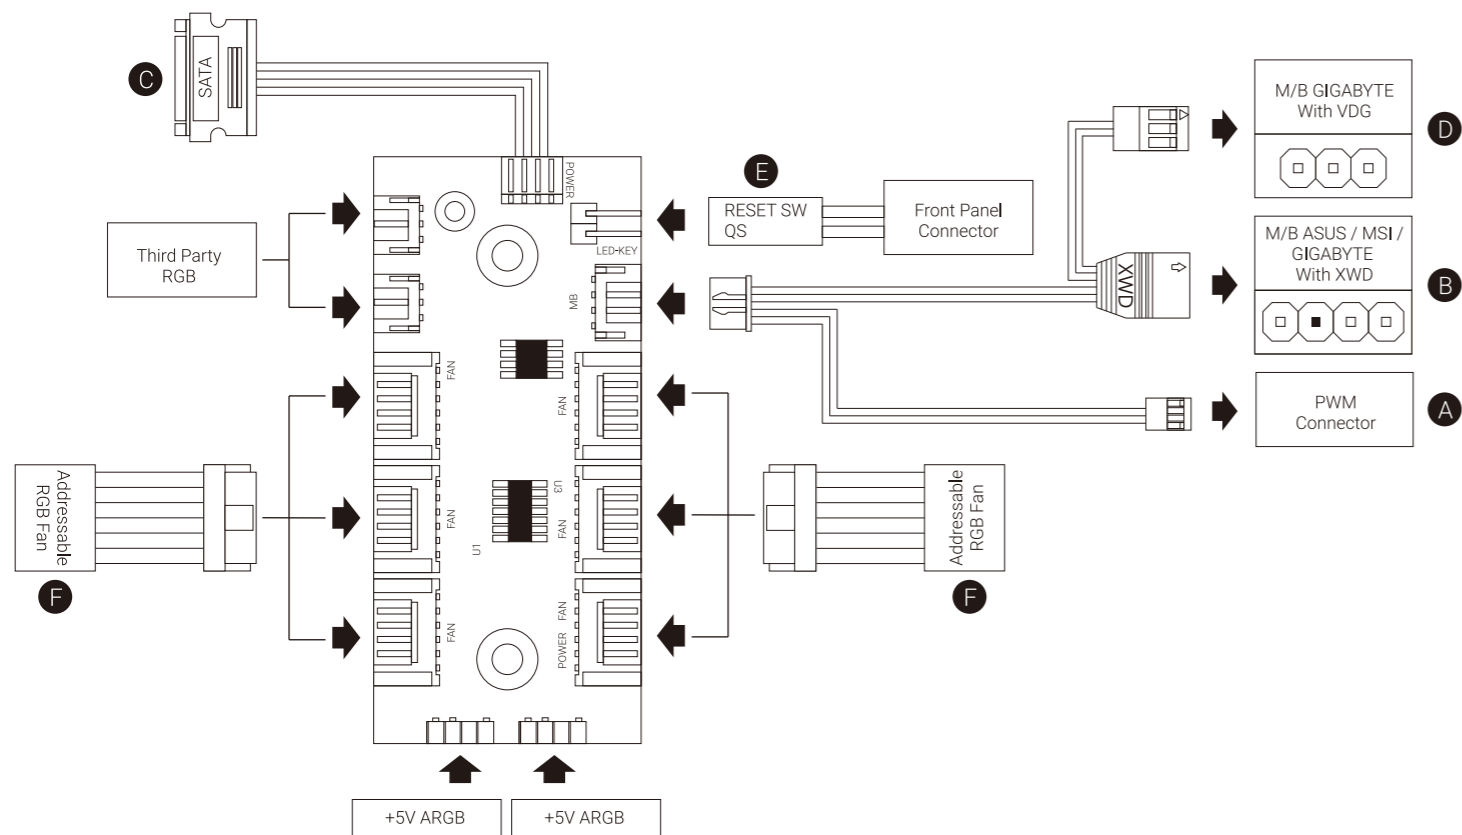 SATA
C
POWER
M/B GIGABYTE
With VDG
D
E
RESET SW
QS
Front Panel
Connector
M/B ASUS / MSI /
GIGABYTE
With XWD
B
Third Party
RGB
LED-KEY
MB
XWD
FAN
FAN
PWM
Connector
A
Addressable
RGB Fan
F
FAN
U3
FAN
U1
Addressable
RGB Fan
F
FAN
FAN
POWER
+5V ARGB
+5V ARGB